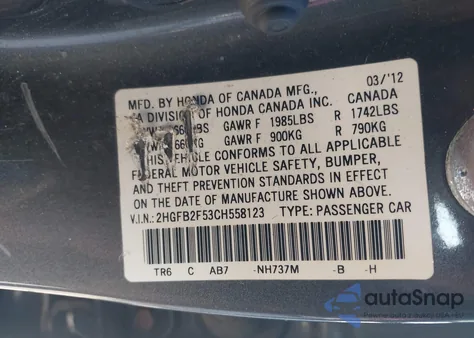 MFD. BY HONDA OF CANADA MFG., 03/'12
A DIVISION OF HONDA CANADA INC. CANADA
GAWR F 1985LBS R 1742LBS
GAWR F 900KG R 790KG
THIS VEHICLE CONFORMS TO ALL APPLICABLE
FEDERAL MOTOR VEHICLE SAFETY, BUMPER,
AND THEFT PREVENTION STANDARDS IN EFFECT
ON THE DATE OF MANUFACTURE SHOWN ABOVE.
V.I.N.: 2HGFB2F53CH558123 TYPE: PASSENGER CAR
TR6 C AB7 -NH737M -B -H
autoSnap